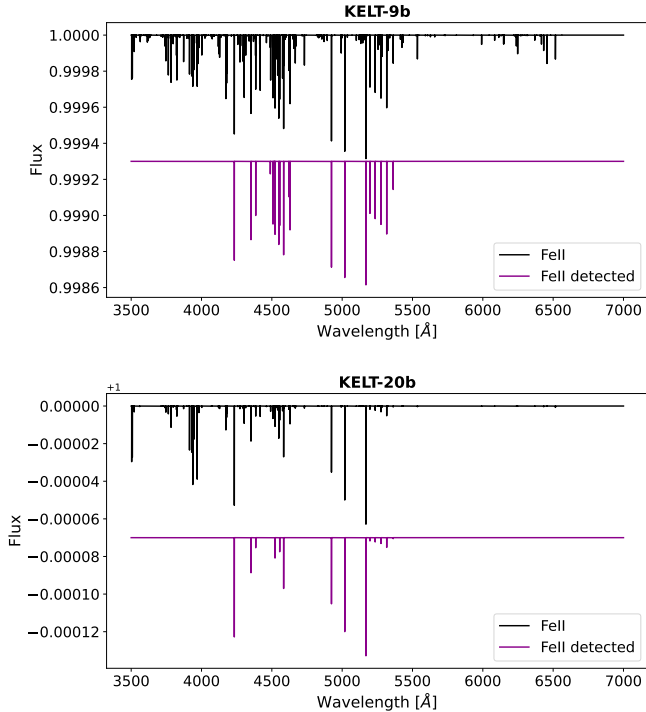 KELT-9b
1.0000
0.9998
0.9996
0.9994
0.9992
0.9990
0.9988
0.9986
Flux
FeII
FeII detected
3500 4000 4500 5000 5500 6000 6500 7000
Wavelength [Å]
KELT-20b
+1
0.00000
−0.00002
−0.00004
−0.00006
−0.00008
−0.00010
−0.00012
Flux
FeII
FeII detected
3500 4000 4500 5000 5500 6000 6500 7000
Wavelength [Å]